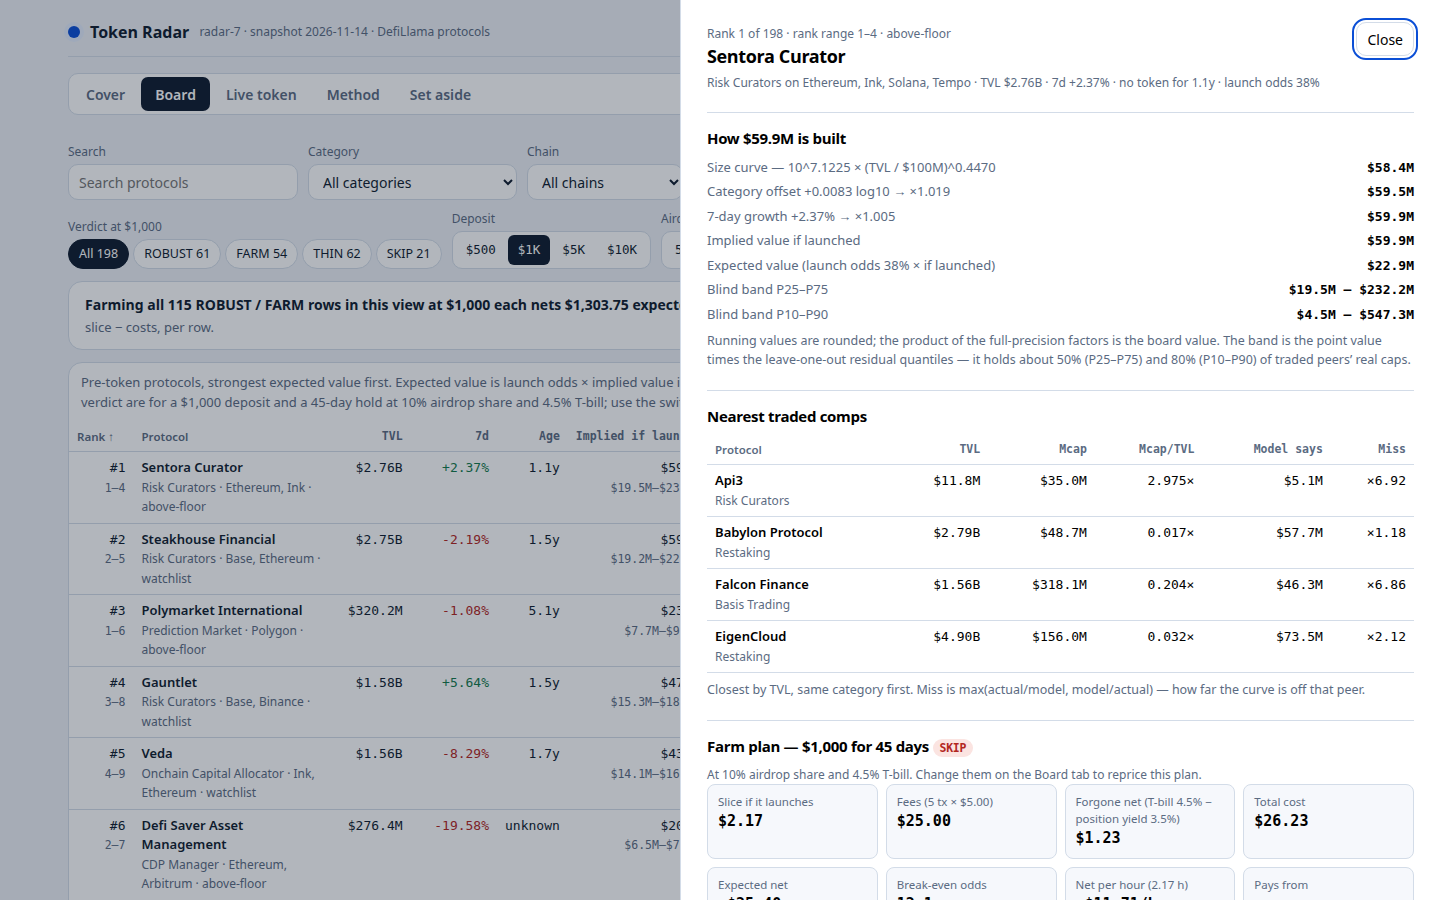 Token Radar radar-7 · snapshot 2026-11-14 · DefiLlama protocols
Cover Board Live token Method Set aside
Search Category Chain
Search protocols All categories All chains
Verdict at $1,000 Deposit
All 198 ROBUST 61 FARM 54 THIN 62 SKIP 21 $500 $1K $5K $10K
Farming all 115 ROBUST / FARM rows in this view at $1,000 each nets $1,303.75
slice − costs, per row.
Pre-token protocols, strongest expected value first. Expected value is launch odds × implied value
verdict are for a $1,000 deposit and a 45-day hold at 10% airdrop share and 4.5% T-bill; use the
Rank ↑ Protocol TVL 7d Age Implied if
#1 Sentora Curator $2.76B +2.37% 1.1y
1–4 Risk Curators · Ethereum, Ink ·
above-floor
#2 Steakhouse Financial $2.75B -2.19% 1.5y
2–5 Risk Curators · Base, Ethereum ·
watchlist
#3 Polymarket International $320.2M -1.08% 5.1y
1–6 Prediction Market · Polygon ·
above-floor
#4 Gauntlet $1.58B +5.64% 1.5y
3–8 Risk Curators · Base, Binance ·
watchlist
#5 Veda $1.56B -8.29% 1.7y
4–9 Onchain Capital Allocator · Ink,
Ethereum · watchlist
#6 Defi Saver Asset $276.4M -19.58% unknown
2–7 Management
CDP Manager · Ethereum,
Arbitrum · above-floor
Rank 1 of 198 · rank range 1–4 · above-floor
Close
Sentora Curator
Risk Curators on Ethereum, Ink, Solana, Tempo · TVL $2.76B · 7d +2.37% · no token for 1.1y · launch odds 38%
How $59.9M is built
Size curve — 10^7.1225 × (TVL / $100M)^0.4470 $58.4M
Category offset +0.0083 log10 → ×1.019 $59.5M
7-day growth +2.37% → ×1.005 $59.9M
Implied value if launched $59.9M
Expected value (launch odds 38% × if launched) $22.9M
Blind band P25–P75 $19.5M – $232.2M
Blind band P10–P90 $4.5M – $547.3M
Running values are rounded; the product of the full-precision factors is the board value. The band is the point value
times the leave-one-out residual quantiles — it holds about 50% (P25–P75) and 80% (P10–P90) of traded peers’ real caps.
Nearest traded comps
Protocol TVL Mcap Mcap/TVL Model says Miss
Api3 $11.8M $35.0M 2.975× $5.1M ×6.92
Risk Curators
Babylon Protocol $2.79B $48.7M 0.017× $57.7M ×1.18
Restaking
Falcon Finance $1.56B $318.1M 0.204× $46.3M ×6.86
Basis Trading
EigenCloud $4.90B $156.0M 0.032× $73.5M ×2.12
Restaking
Closest by TVL, same category first. Miss is max(actual/model, model/actual) — how far the curve is off that peer.
Farm plan — $1,000 for 45 days SKIP
At 10% airdrop share and 4.5% T-bill. Change them on the Board tab to reprice this plan.
Slice if it launches Fees (5 tx × $5.00) Forgone net (T-bill 4.5% − Total cost
position yield 3.5%)
$2.17 $25.00 $1.23 $26.23
Expected net Break-even odds Net per hour (2.17 h) Pays from